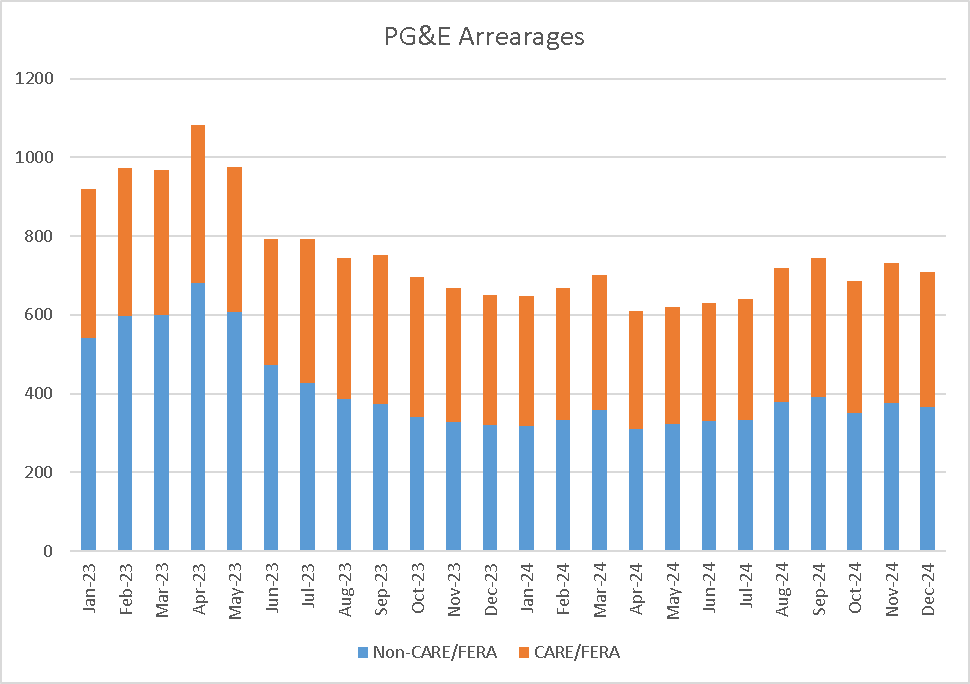 PG&E Arrearages
1200
1000
800
600
400
200
0
Jan-23
Feb-23
Mar-23
Apr-23
May-23
Jun-23
Jul-23
Aug-23
Sep-23
Oct-23
Nov-23
Dec-23
Jan-24
Feb-24
Mar-24
Apr-24
May-24
Jun-24
Jul-24
Aug-24
Sep-24
Oct-24
Nov-24
Dec-24
Non-CARE/FERA
CARE/FERA